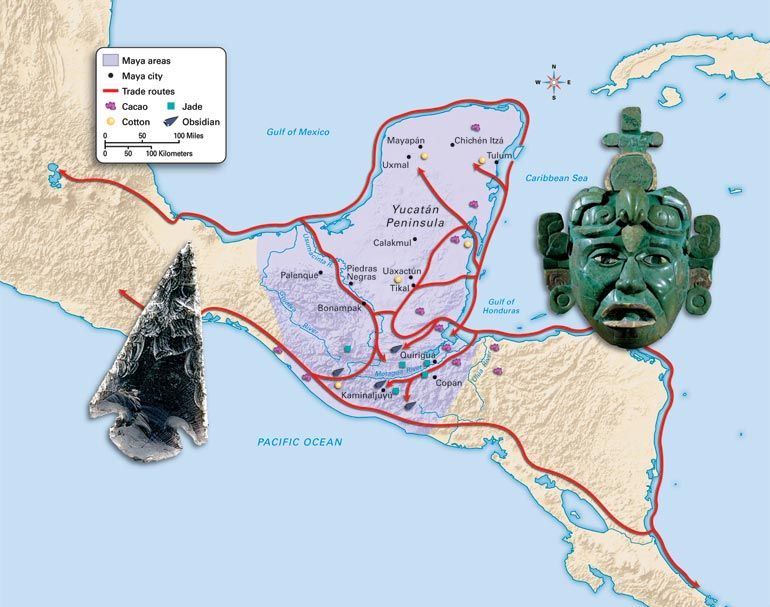 Maya areas
Maya city
Trade routes
Cacao
Jade
Cotton
Obsidian
0 50 100 Miles
0 50 100 Kilometers
N
W E
S
Gulf of Mexico
Mayapán
Chichén Itzá
Uxmal
Tulum
Caribbean Sea
Yucatán
Peninsula
Calakmul
Usumacinta R.
Palenque
Piedras
Negras
Uaxactún
Tikal
Bonampak
Gulf of
Honduras
Grijalva
River
Quiriguá
Motagua River
Copán
Ulúa River
Kaminaljuyú
PACIFIC OCEAN